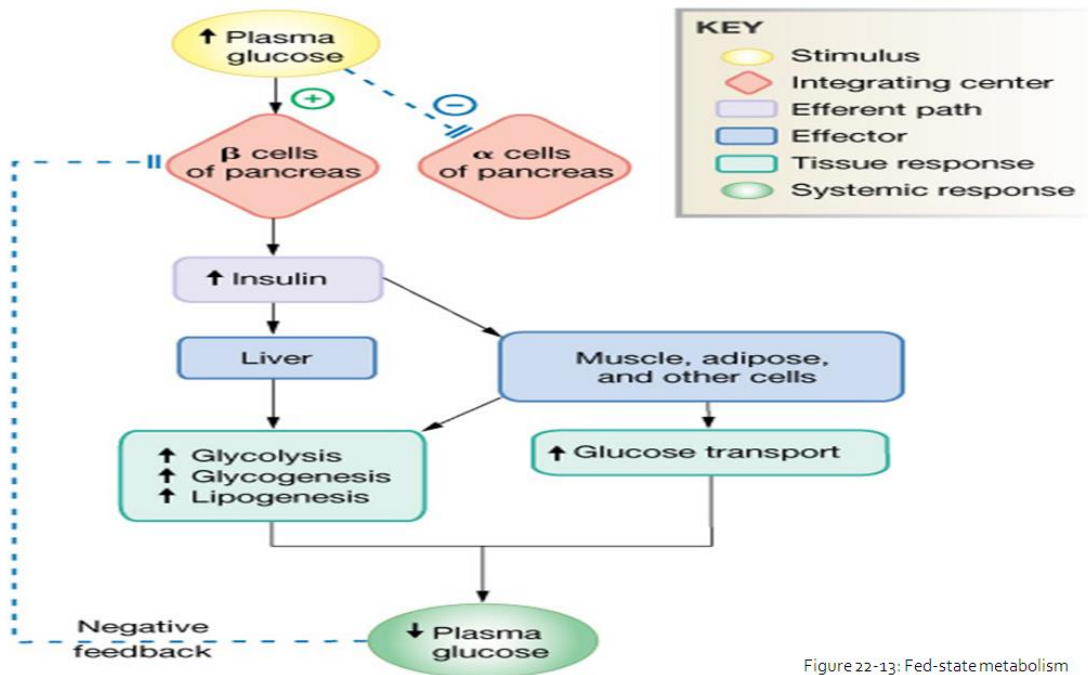 ↑ Plasma
glucose
+
−
β cells
of pancreas
α cells
of pancreas
↑ Insulin
Liver
Muscle, adipose,
and other cells
↑ Glycolysis
↑ Glycogenesis
↑ Lipogenesis
↑ Glucose transport
Negative
feedback
↓ Plasma
glucose
KEY
Stimulus
Integrating center
Efferent path
Effector
Tissue response
Systemic response
Figure 22-13: Fed-state metabolism